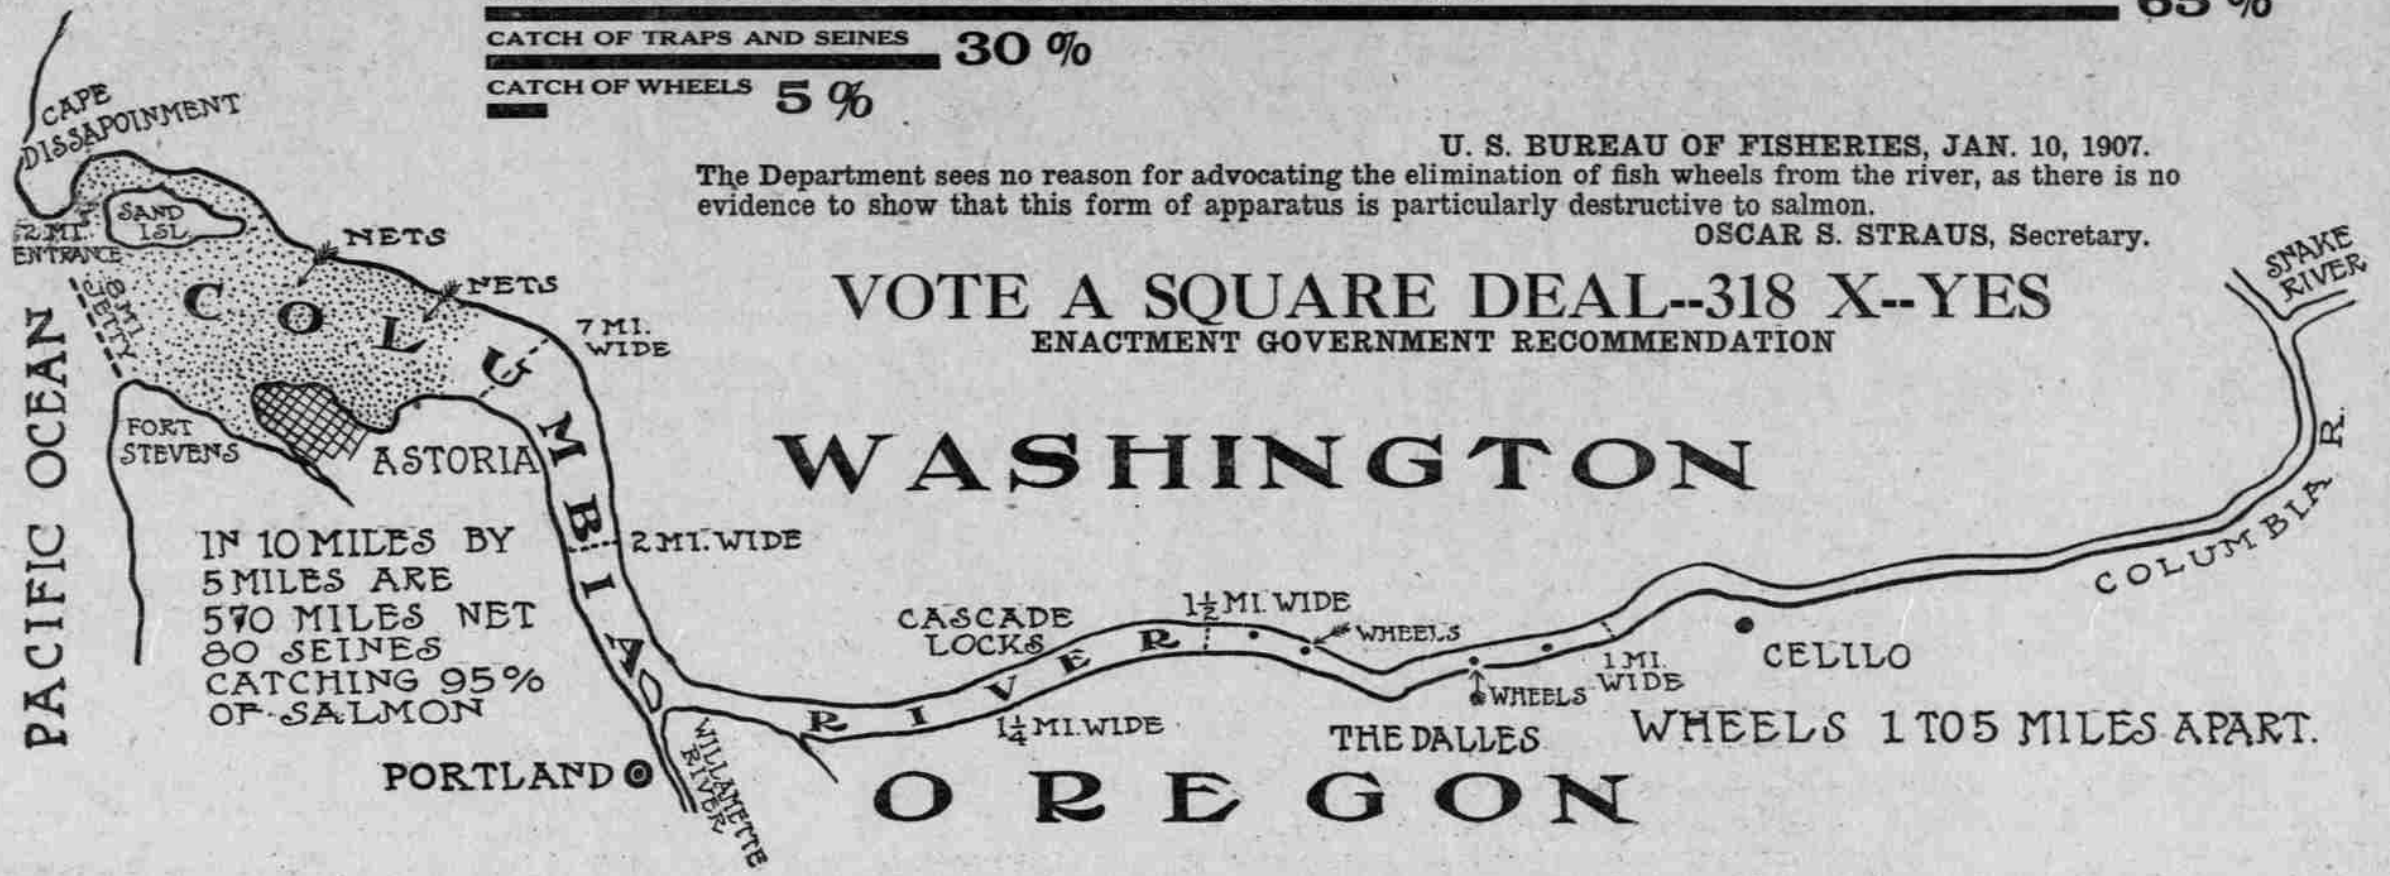 65 %
CATCH OF TRAPS AND SEINES 30 %
CATCH OF WHEELS 5 %
U. S. BUREAU OF FISHERIES, JAN. 10, 1907.
The Department sees no reason for advocating the elimination of fish wheels from the river, as there is no
evidence to show that this form of apparatus is particularly destructive to salmon.
OSCAR S. STRAUS, Secretary.
VOTE A SQUARE DEAL--318 X--YES
ENACTMENT GOVERNMENT RECOMMENDATION
CAPE
DISSAPOINMENT
SAND
ISL
2 MI.
ENTRANCE
8 MI
JETTY
NETS
NETS
PACIFIC OCEAN
COLUMBIA
7 MI.
WIDE
FORT
STEVENS
ASTORIA
WASHINGTON
SNAKE
RIVER
COLUMBIA R.
IN 10 MILES BY
5 MILES ARE
570 MILES NET
80 SEINES
CATCHING 95%
OF SALMON
2 MI. WIDE
CASCADE
LOCKS
1½ MI. WIDE
WHEELS
RIVER
1¼ MI. WIDE
WHEELS
1 MI.
WIDE
CELILO
THE DALLES
WHEELS 1 TO 5 MILES APART.
PORTLAND
WILLAMETTE
RIVER
OREGON